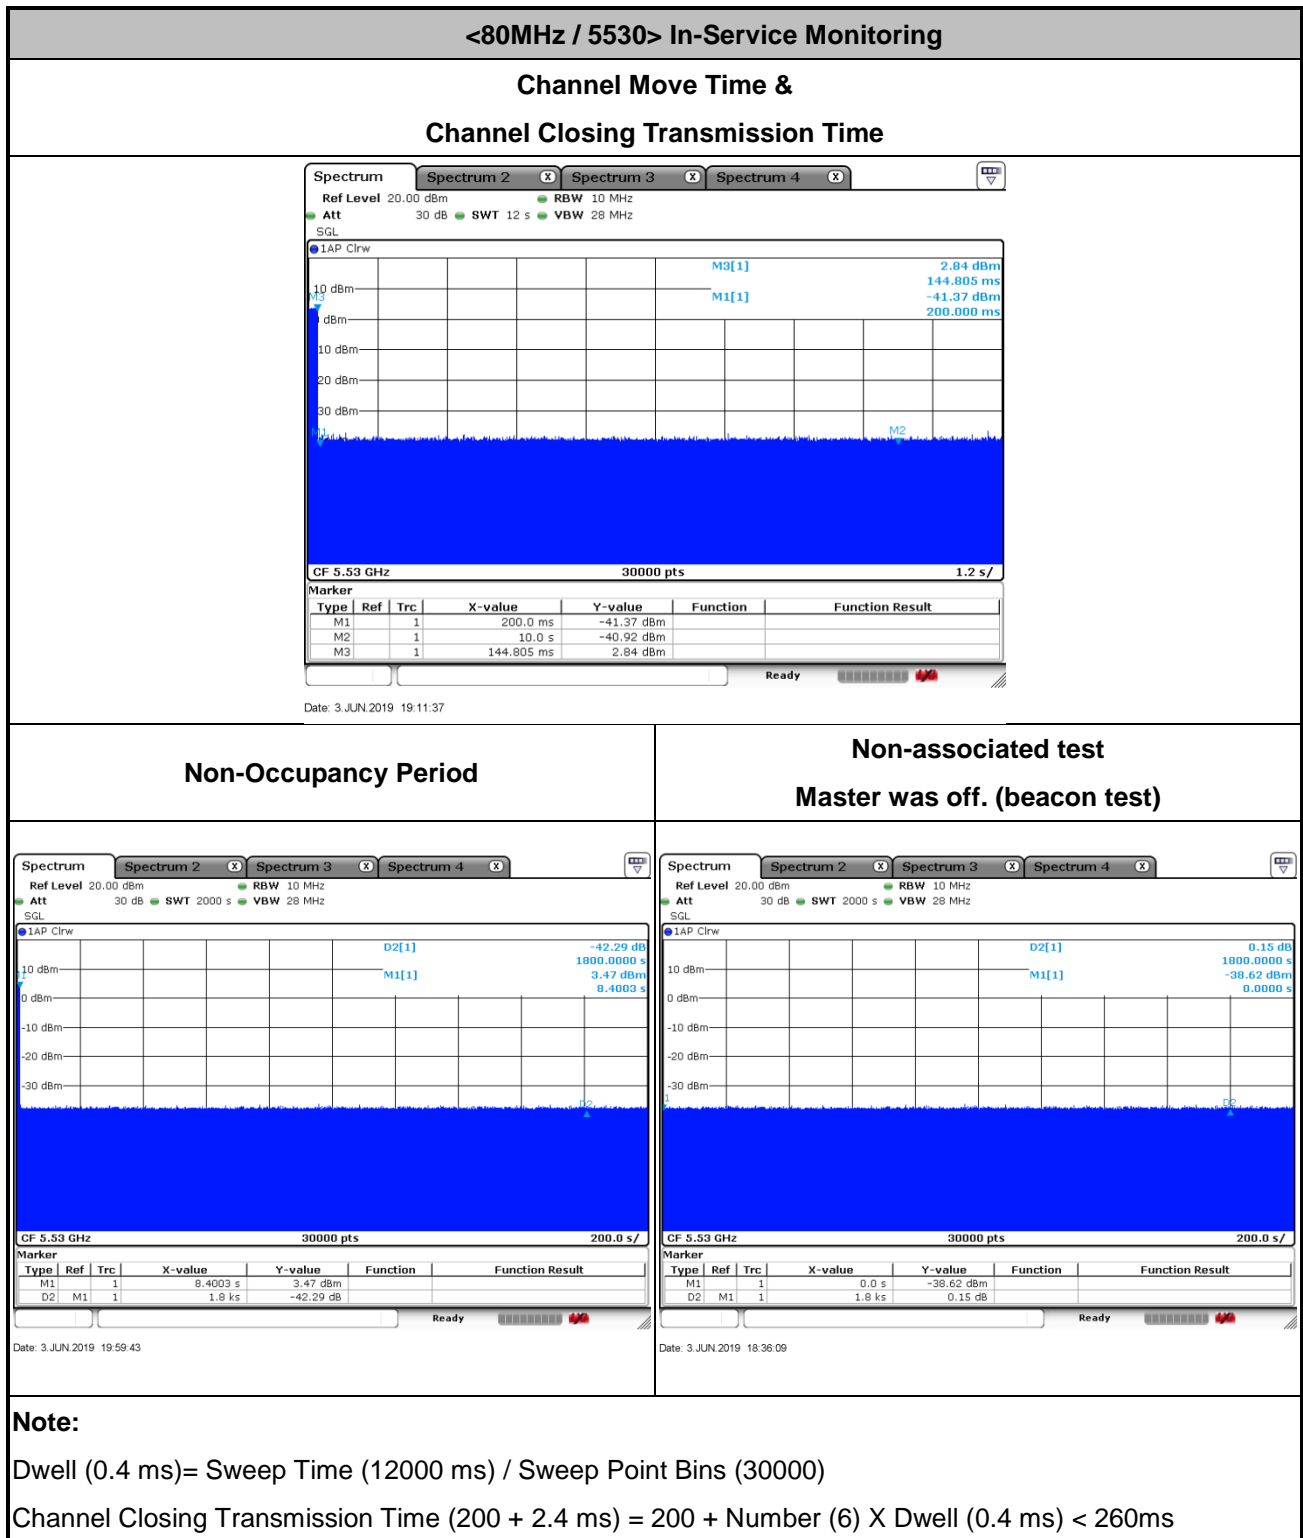 <80MHz / 5530> In-Service Monitoring
Channel Move Time &
Channel Closing Transmission Time
Spectrum Spectrum 2 X Spectrum 3 X Spectrum 4 X
Ref Level 20.00 dBm RBW 10 MHz
Att 30 dB SWT 12 s VBW 28 MHz
SGL
1AP Clrw
M3[1] 2.84 dBm
144.805 ms
10 dBm
M3
M1[1] -41.37 dBm
200.000 ms
dBm
10 dBm
20 dBm
30 dBm
M1 M2
CF 5.53 GHz 30000 pts 1.2 s/
Marker
Type Ref Trc X-value Y-value Function Function Result
M1 1 200.0 ms -41.37 dBm
M2 1 10.0 s -40.92 dBm
M3 1 144.805 ms 2.84 dBm
Ready
Date: 3.JUN.2019 19:11:37
Non-Occupancy Period
Non-associated test
Master was off. (beacon test)
Spectrum Spectrum 2 X Spectrum 3 X Spectrum 4 X
Ref Level 20.00 dBm RBW 10 MHz
Att 30 dB SWT 2000 s VBW 28 MHz
SGL
1AP Clrw
D2[1] -42.29 dB
1800.0000 s
10 dBm
M1[1] 3.47 dBm
8.4003 s
0 dBm
-10 dBm
-20 dBm
-30 dBm
D2
CF 5.53 GHz 30000 pts 200.0 s/
Marker
Type Ref Trc X-value Y-value Function Function Result
M1 1 8.4003 s 3.47 dBm
D2 M1 1 1.8 ks -42.29 dB
Ready
Date: 3.JUN.2019 19:59:43
Spectrum Spectrum 2 X Spectrum 3 X Spectrum 4 X
Ref Level 20.00 dBm RBW 10 MHz
Att 30 dB SWT 2000 s VBW 28 MHz
SGL
1AP Clrw
D2[1] 0.15 dB
1800.0000 s
10 dBm
M1[1] -38.62 dBm
0.0000 s
0 dBm
-10 dBm
-20 dBm
-30 dBm
1 D2
CF 5.53 GHz 30000 pts 200.0 s/
Marker
Type Ref Trc X-value Y-value Function Function Result
M1 1 0.0 s -38.62 dBm
D2 M1 1 1.8 ks 0.15 dB
Ready
Date: 3.JUN.2019 18:36:09
Note:
Dwell (0.4 ms)= Sweep Time (12000 ms) / Sweep Point Bins (30000)
Channel Closing Transmission Time (200 + 2.4 ms) = 200 + Number (6) X Dwell (0.4 ms) < 260ms